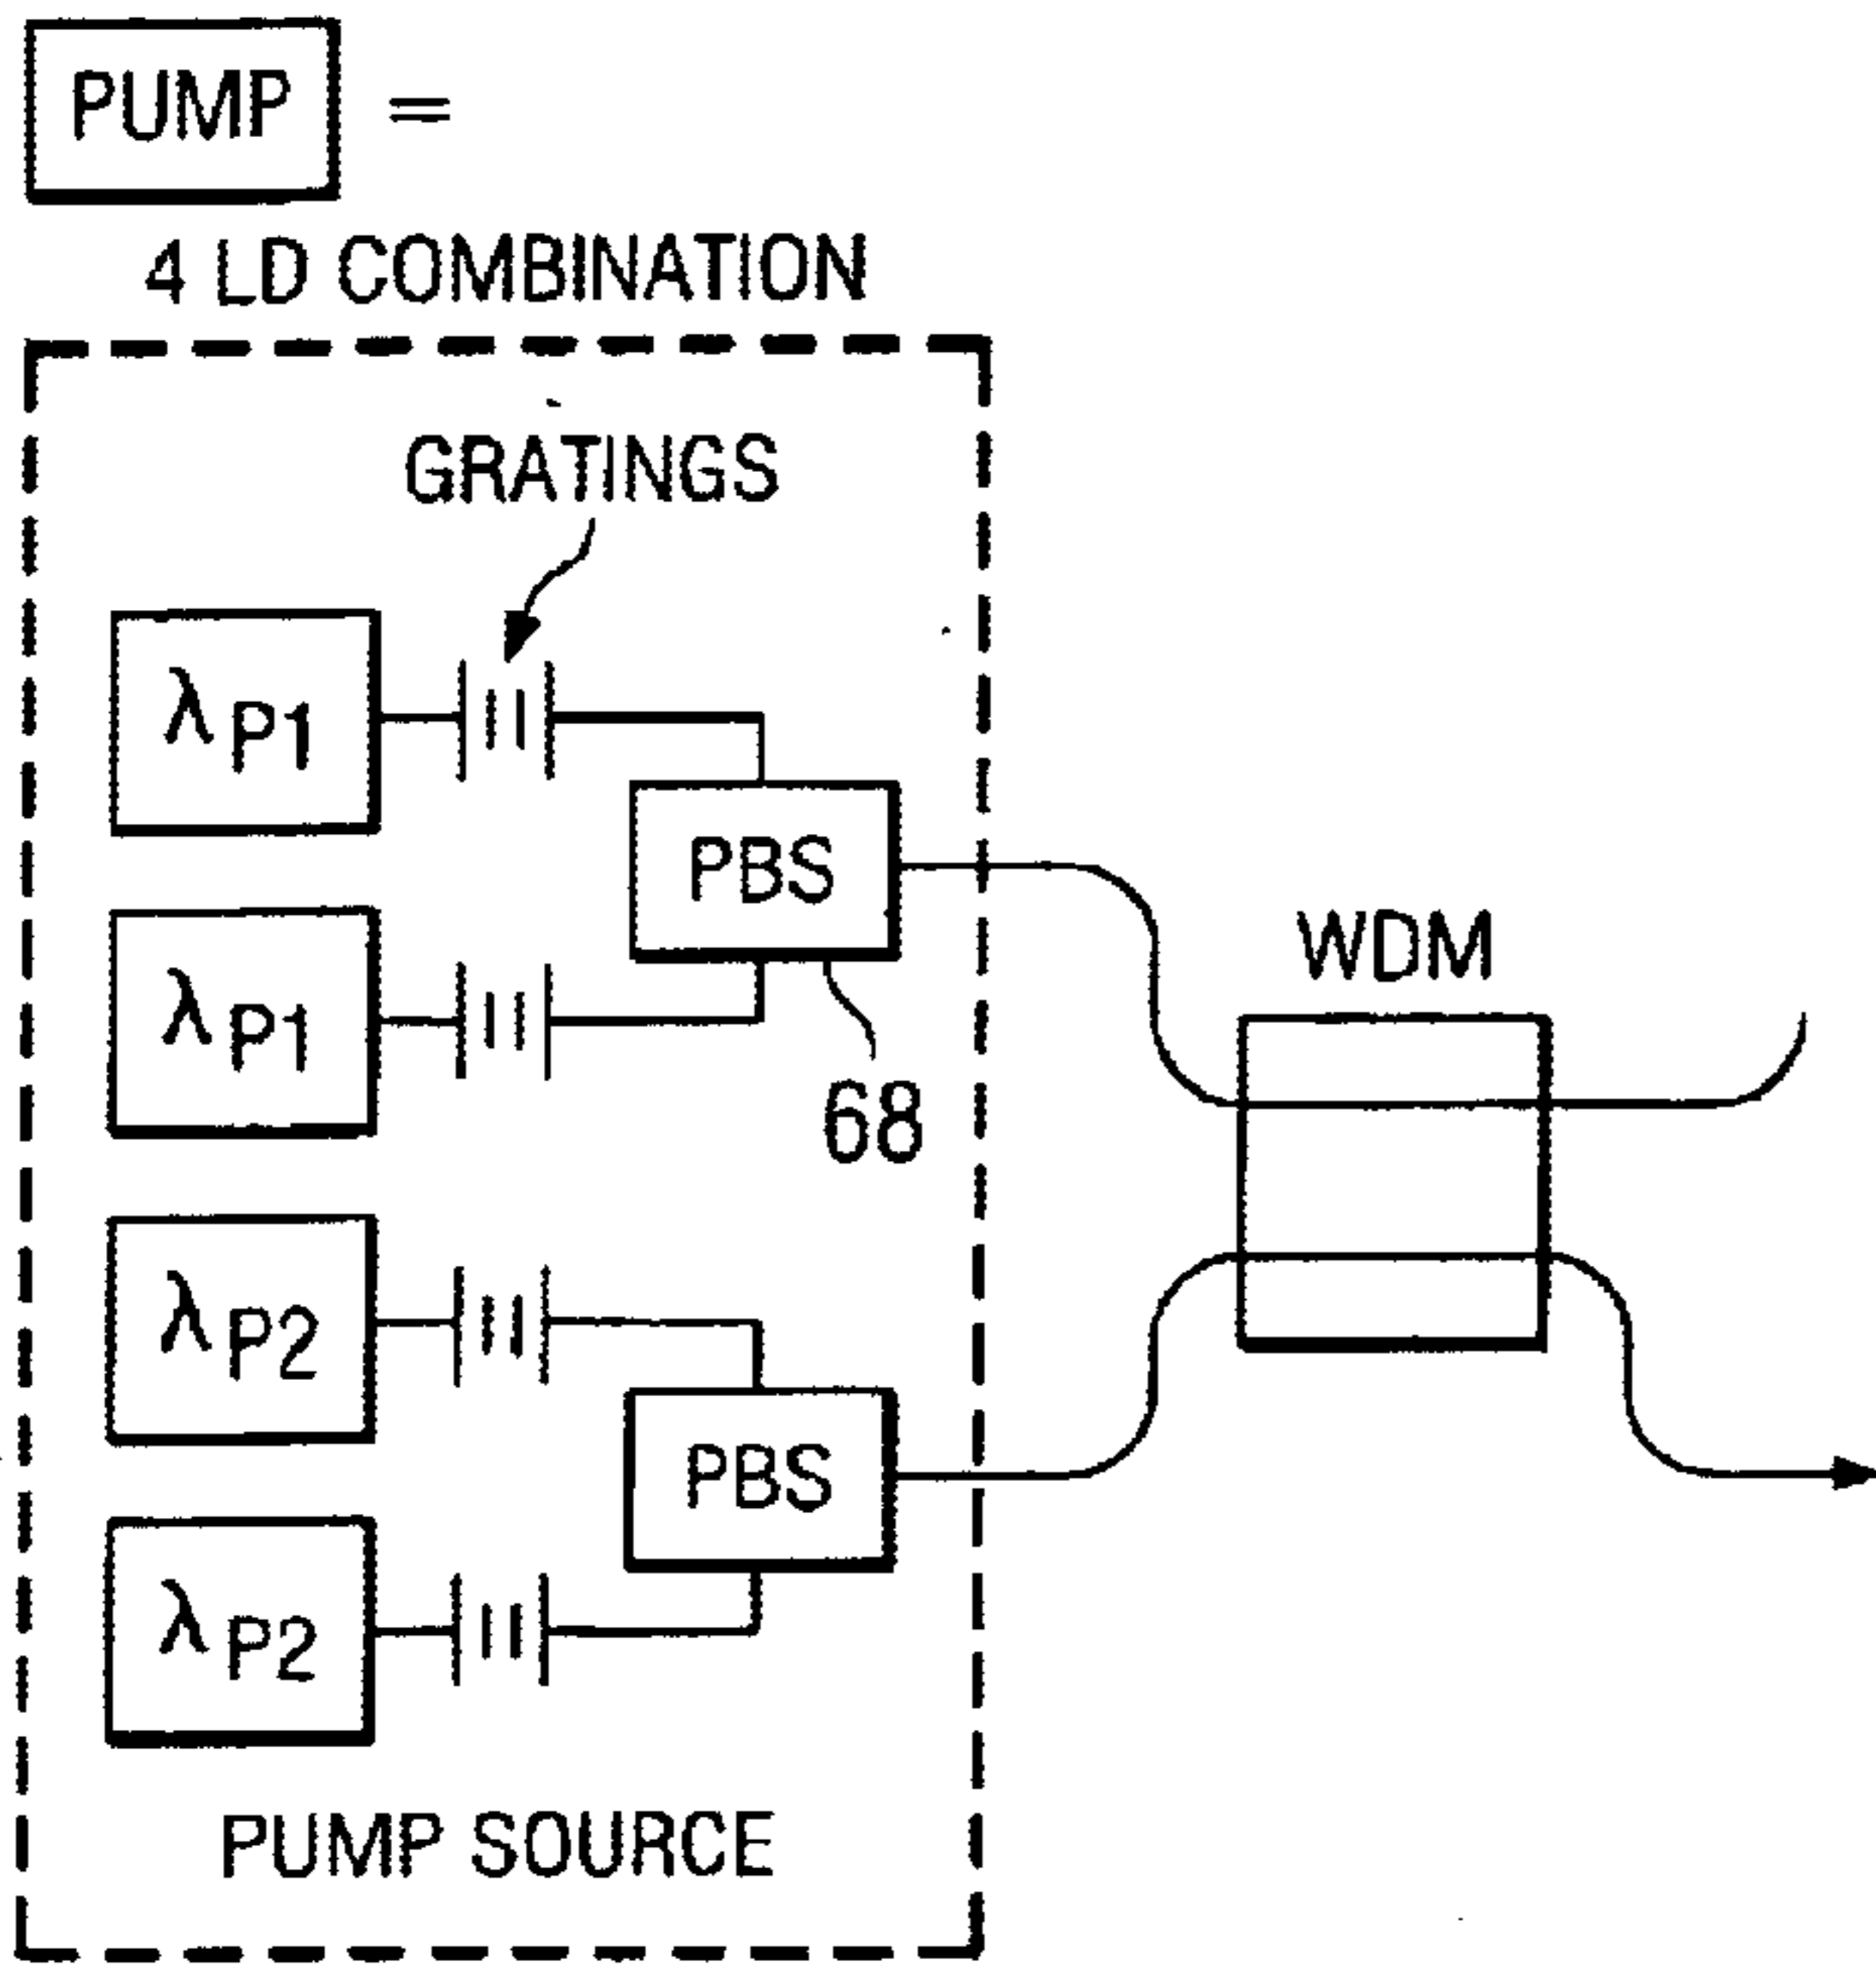 PUMP =
4 LD COMBINATION
GRATINGS
λP1
PBS
λP1
WDM
68
λP2
PBS
λP2
PUMP SOURCE